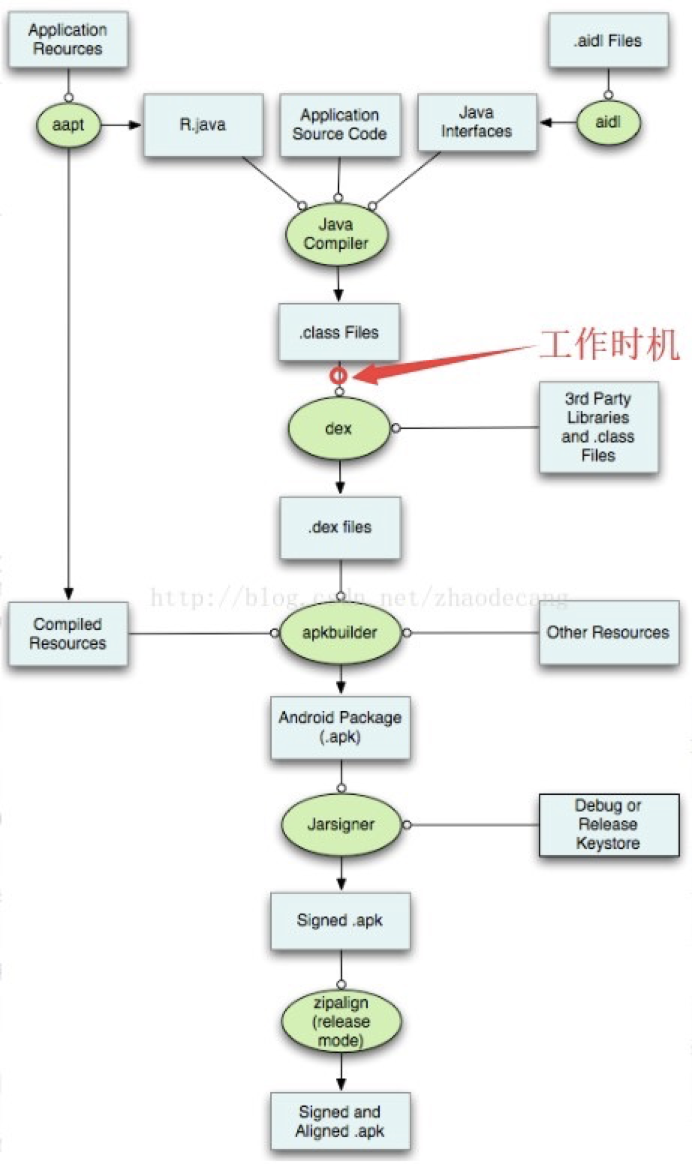 Application
Reources
.aidl Files
aapt
R.java
Application
Source Code
Java
Interfaces
aidl
Java
Compiler
.class Files
工作时机
dex
3rd Party
Libraries
and .class
Files
.dex files
http://blog.csdn.net/zhaodecang
Compiled
Resources
apkbuilder
Other Resources
Android Package
(.apk)
Jarsigner
Debug or
Release
Keystore
Signed .apk
zipalign
(release
mode)
Signed and
Aligned .apk